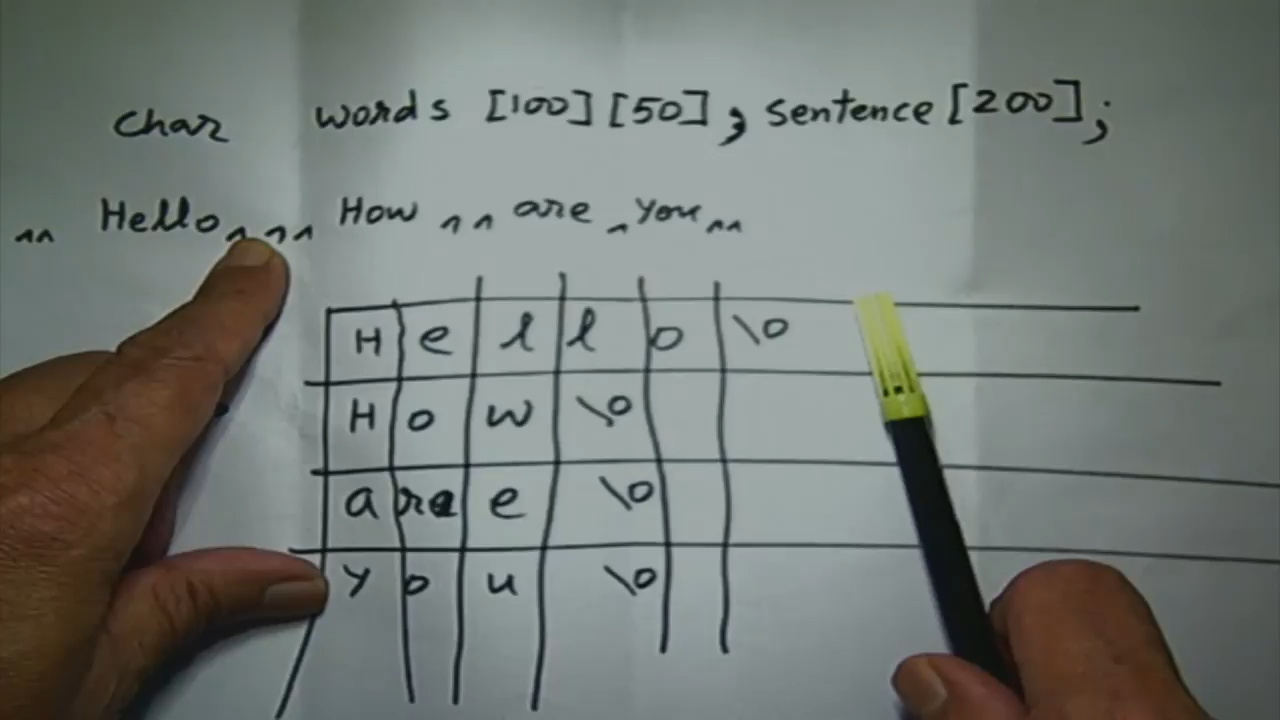 char words [100][50], sentence[200];
^^ Hello^^^^ How ^^ are ^you^^
H e l l o \0
H o w \0
a r e \0
y o u \0